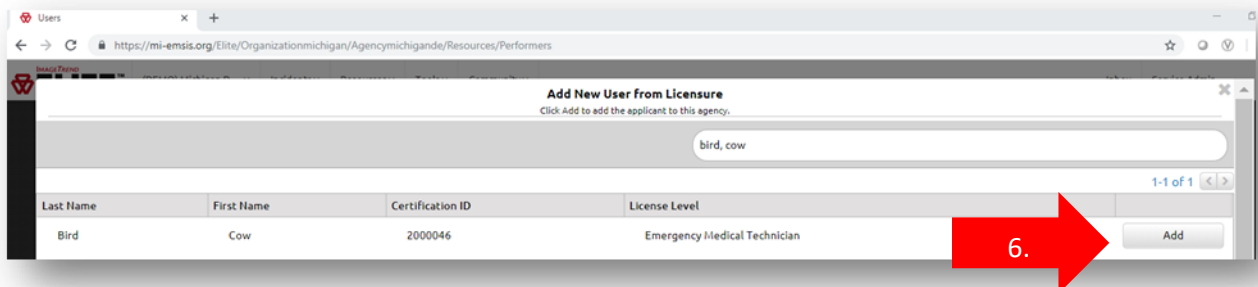 Users
https://mi-emsis.org/Elite/Organizationmichigan/Agencymichigande/Resources/Performers
IMAGETREND
Add New User from Licensure
Click Add to add the applicant to this agency.
bird, cow
1-1 of 1
Last Name First Name Certification ID License Level
Bird Cow 2000046 Emergency Medical Technician Add
6.